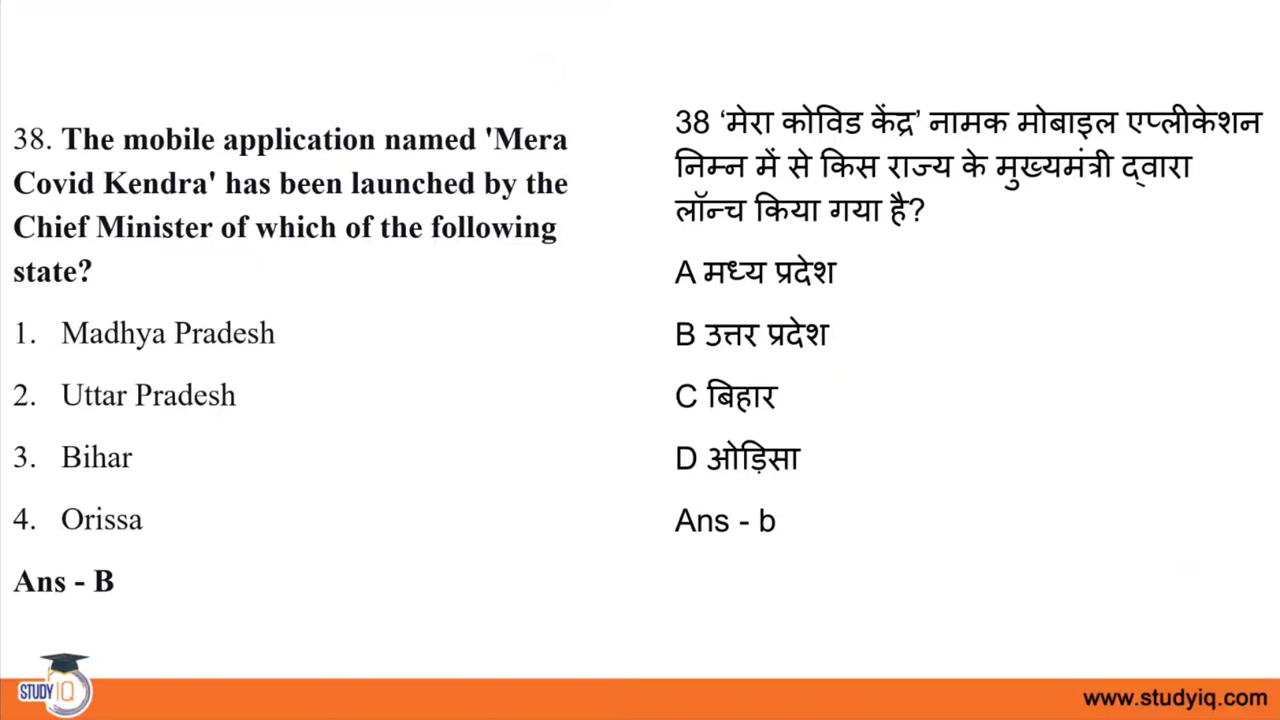 38. The mobile application named 'Mera
Covid Kendra' has been launched by the
Chief Minister of which of the following
state?
1. Madhya Pradesh
2. Uttar Pradesh
3. Bihar
4. Orissa
Ans - B
38 ‘मेरा कोविड केंद्र’ नामक मोबाइल एप्लीकेशन
निम्न में से किस राज्य के मुख्यमंत्री द्वारा
लॉन्च किया गया है?
A मध्य प्रदेश
B उत्तर प्रदेश
C बिहार
D ओड़िसा
Ans - b
STUDY IQ
www.studyiq.com